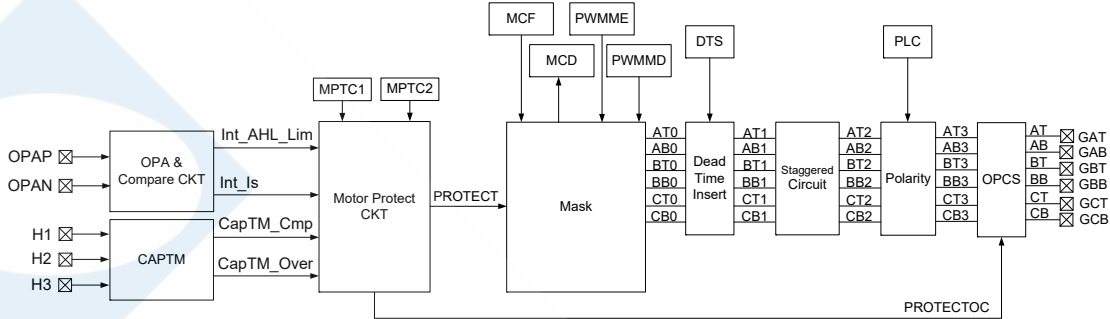 MCF
PWMME
MCD
PWMMD
DTS
PLC
MPTC1
MPTC2
OPAP
OPAN
OPA &
Compare CKT
Int_AHL_Lim
Int_Is
H1
H2
H3
CAPTM
CapTM_Cmp
CapTM_Over
Motor Protect
CKT
PROTECT
Mask
AT0
AB0
BT0
BB0
CT0
CB0
Dead
Time
Insert
AT1
AB1
BT1
BB1
CT1
CB1
Staggered
Circuit
AT2
AB2
BT2
BB2
CT2
CB2
Polarity
AT3
AB3
BT3
BB3
CT3
CB3
OPCS
AT
AB
BT
BB
CT
CB
GAT
GAB
GBT
GBB
GCT
GCB
PROTECTOC